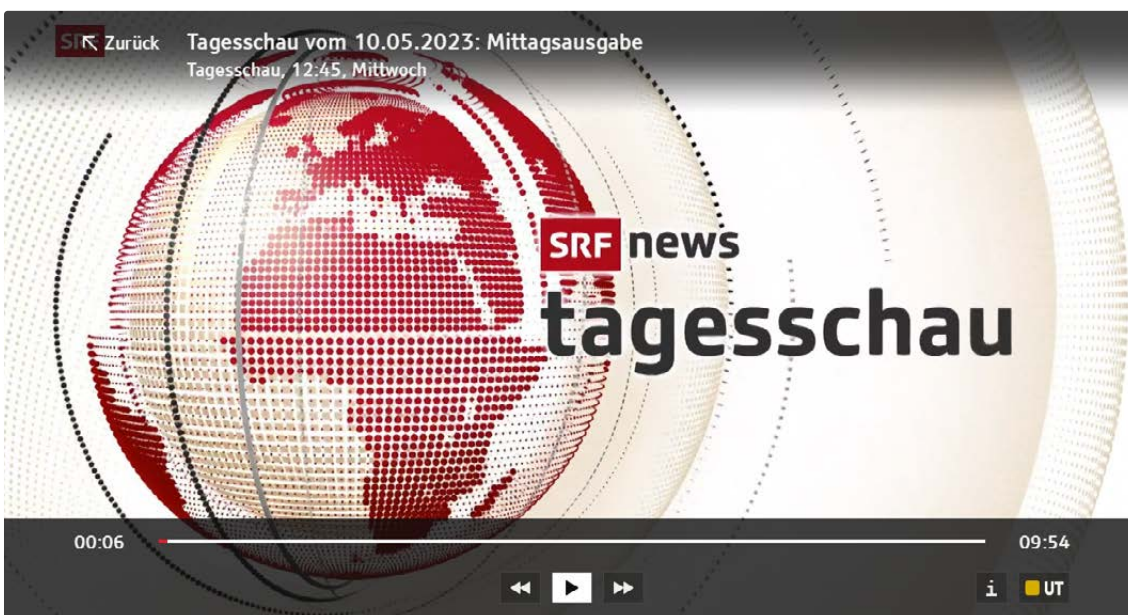 SRF Zurück
Tagesschau vom 10.05.2023: Mittagsausgabe
Tagesschau, 12:45, Mittwoch
SRF news
tagesschau
00:06
09:54
i
UT